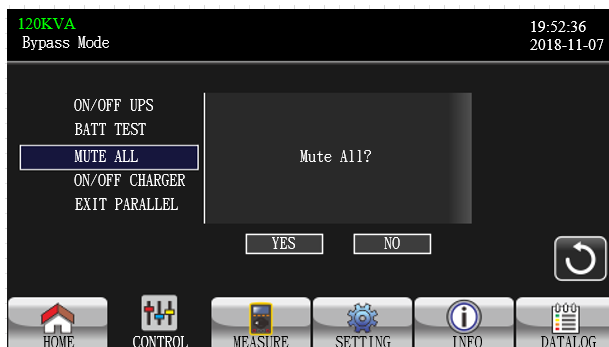 120KVA
19:52:36
Bypass Mode
2018-11-07
ON/OFF UPS
BATT TEST
MUTE ALL
Mute All?
ON/OFF CHARGER
EXIT PARALLEL
YES NO
HOME CONTROL MEASURE SETTING INFO DATALOG